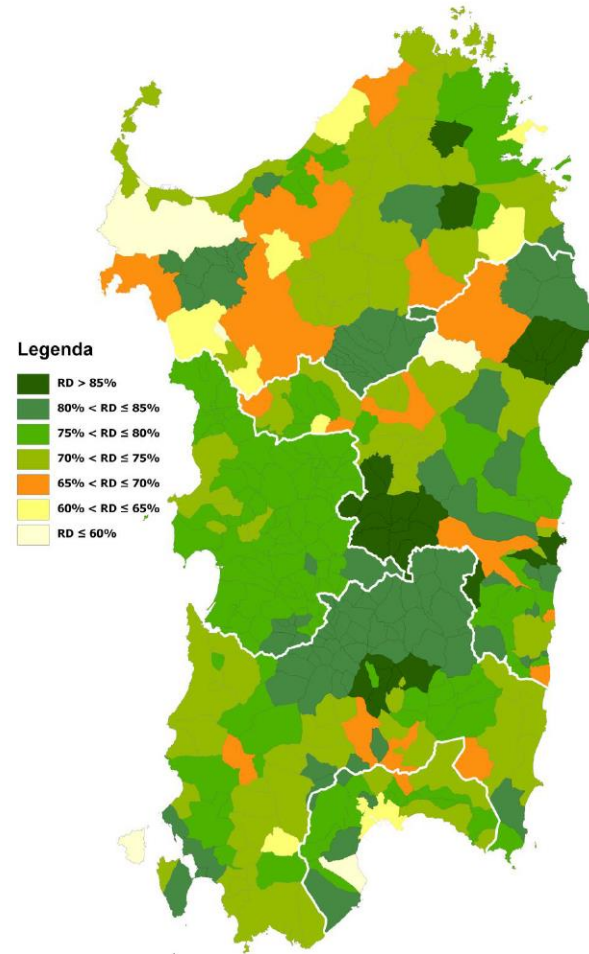 Legenda
RD > 85%
80% < RD ≤ 85%
75% < RD ≤ 80%
70% < RD ≤ 75%
65% < RD ≤ 70%
60% < RD ≤ 65%
RD ≤ 60%